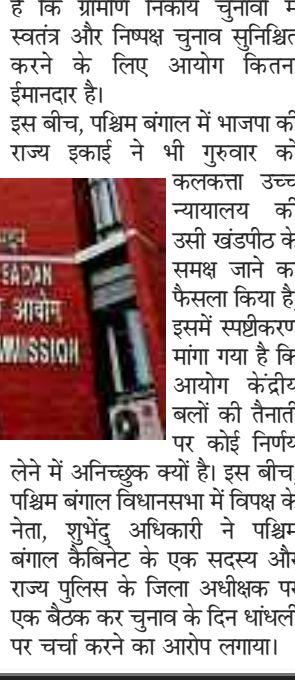 है कि ग्रामीण निकाय चुनावों में
स्वतंत्र और निष्पक्ष चुनाव सुनिश्चित
करने के लिए आयोग कितना
ईमानदार है।
इस बीच, पश्चिम बंगाल में भाजपा की
राज्य इकाई ने भी गुरुवार को
कलकत्ता उच्च
न्यायालय की
उसी खंडपीठ के
समक्ष जाने का
फैसला किया है,
इसमें स्पष्टीकरण
मांगा गया है कि
आयोग केंद्रीय
बलों की तैनाती
पर कोई निर्णय
लेने में अनिच्छुक क्यों है। इस बीच,
पश्चिम बंगाल विधानसभा में विपक्ष के
नेता, शुभेंदु अधिकारी ने पश्चिम
बंगाल कैबिनेट के एक सदस्य और
राज्य पुलिस के जिला अधीक्षक पर
एक बैठक कर चुनाव के दिन धांधली
पर चर्चा करने का आरोप लगाया।
SADAN
आयोग
MMISSION